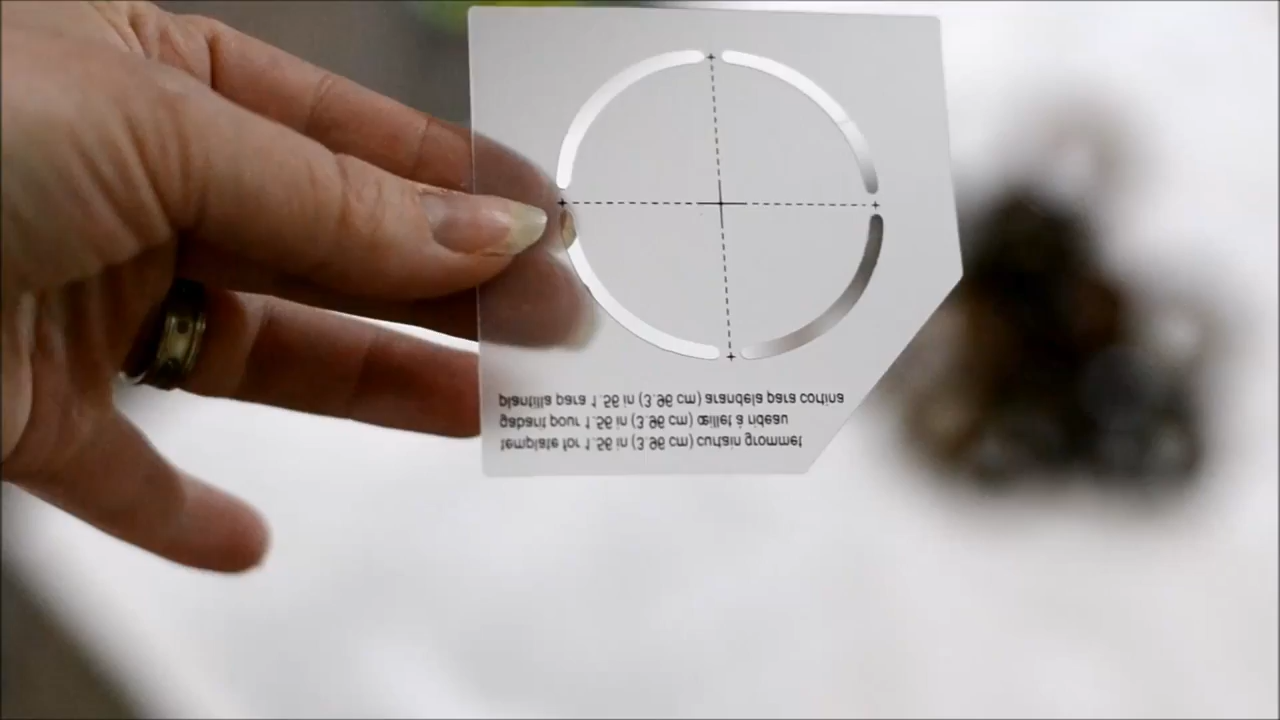 template for 1.56 in (3.96 cm) curtain grommet
gabarit pour 1.56 in (3.96 cm) œillet à rideau
plantilla para 1.56 in (3.96 cm) arandela para cortina